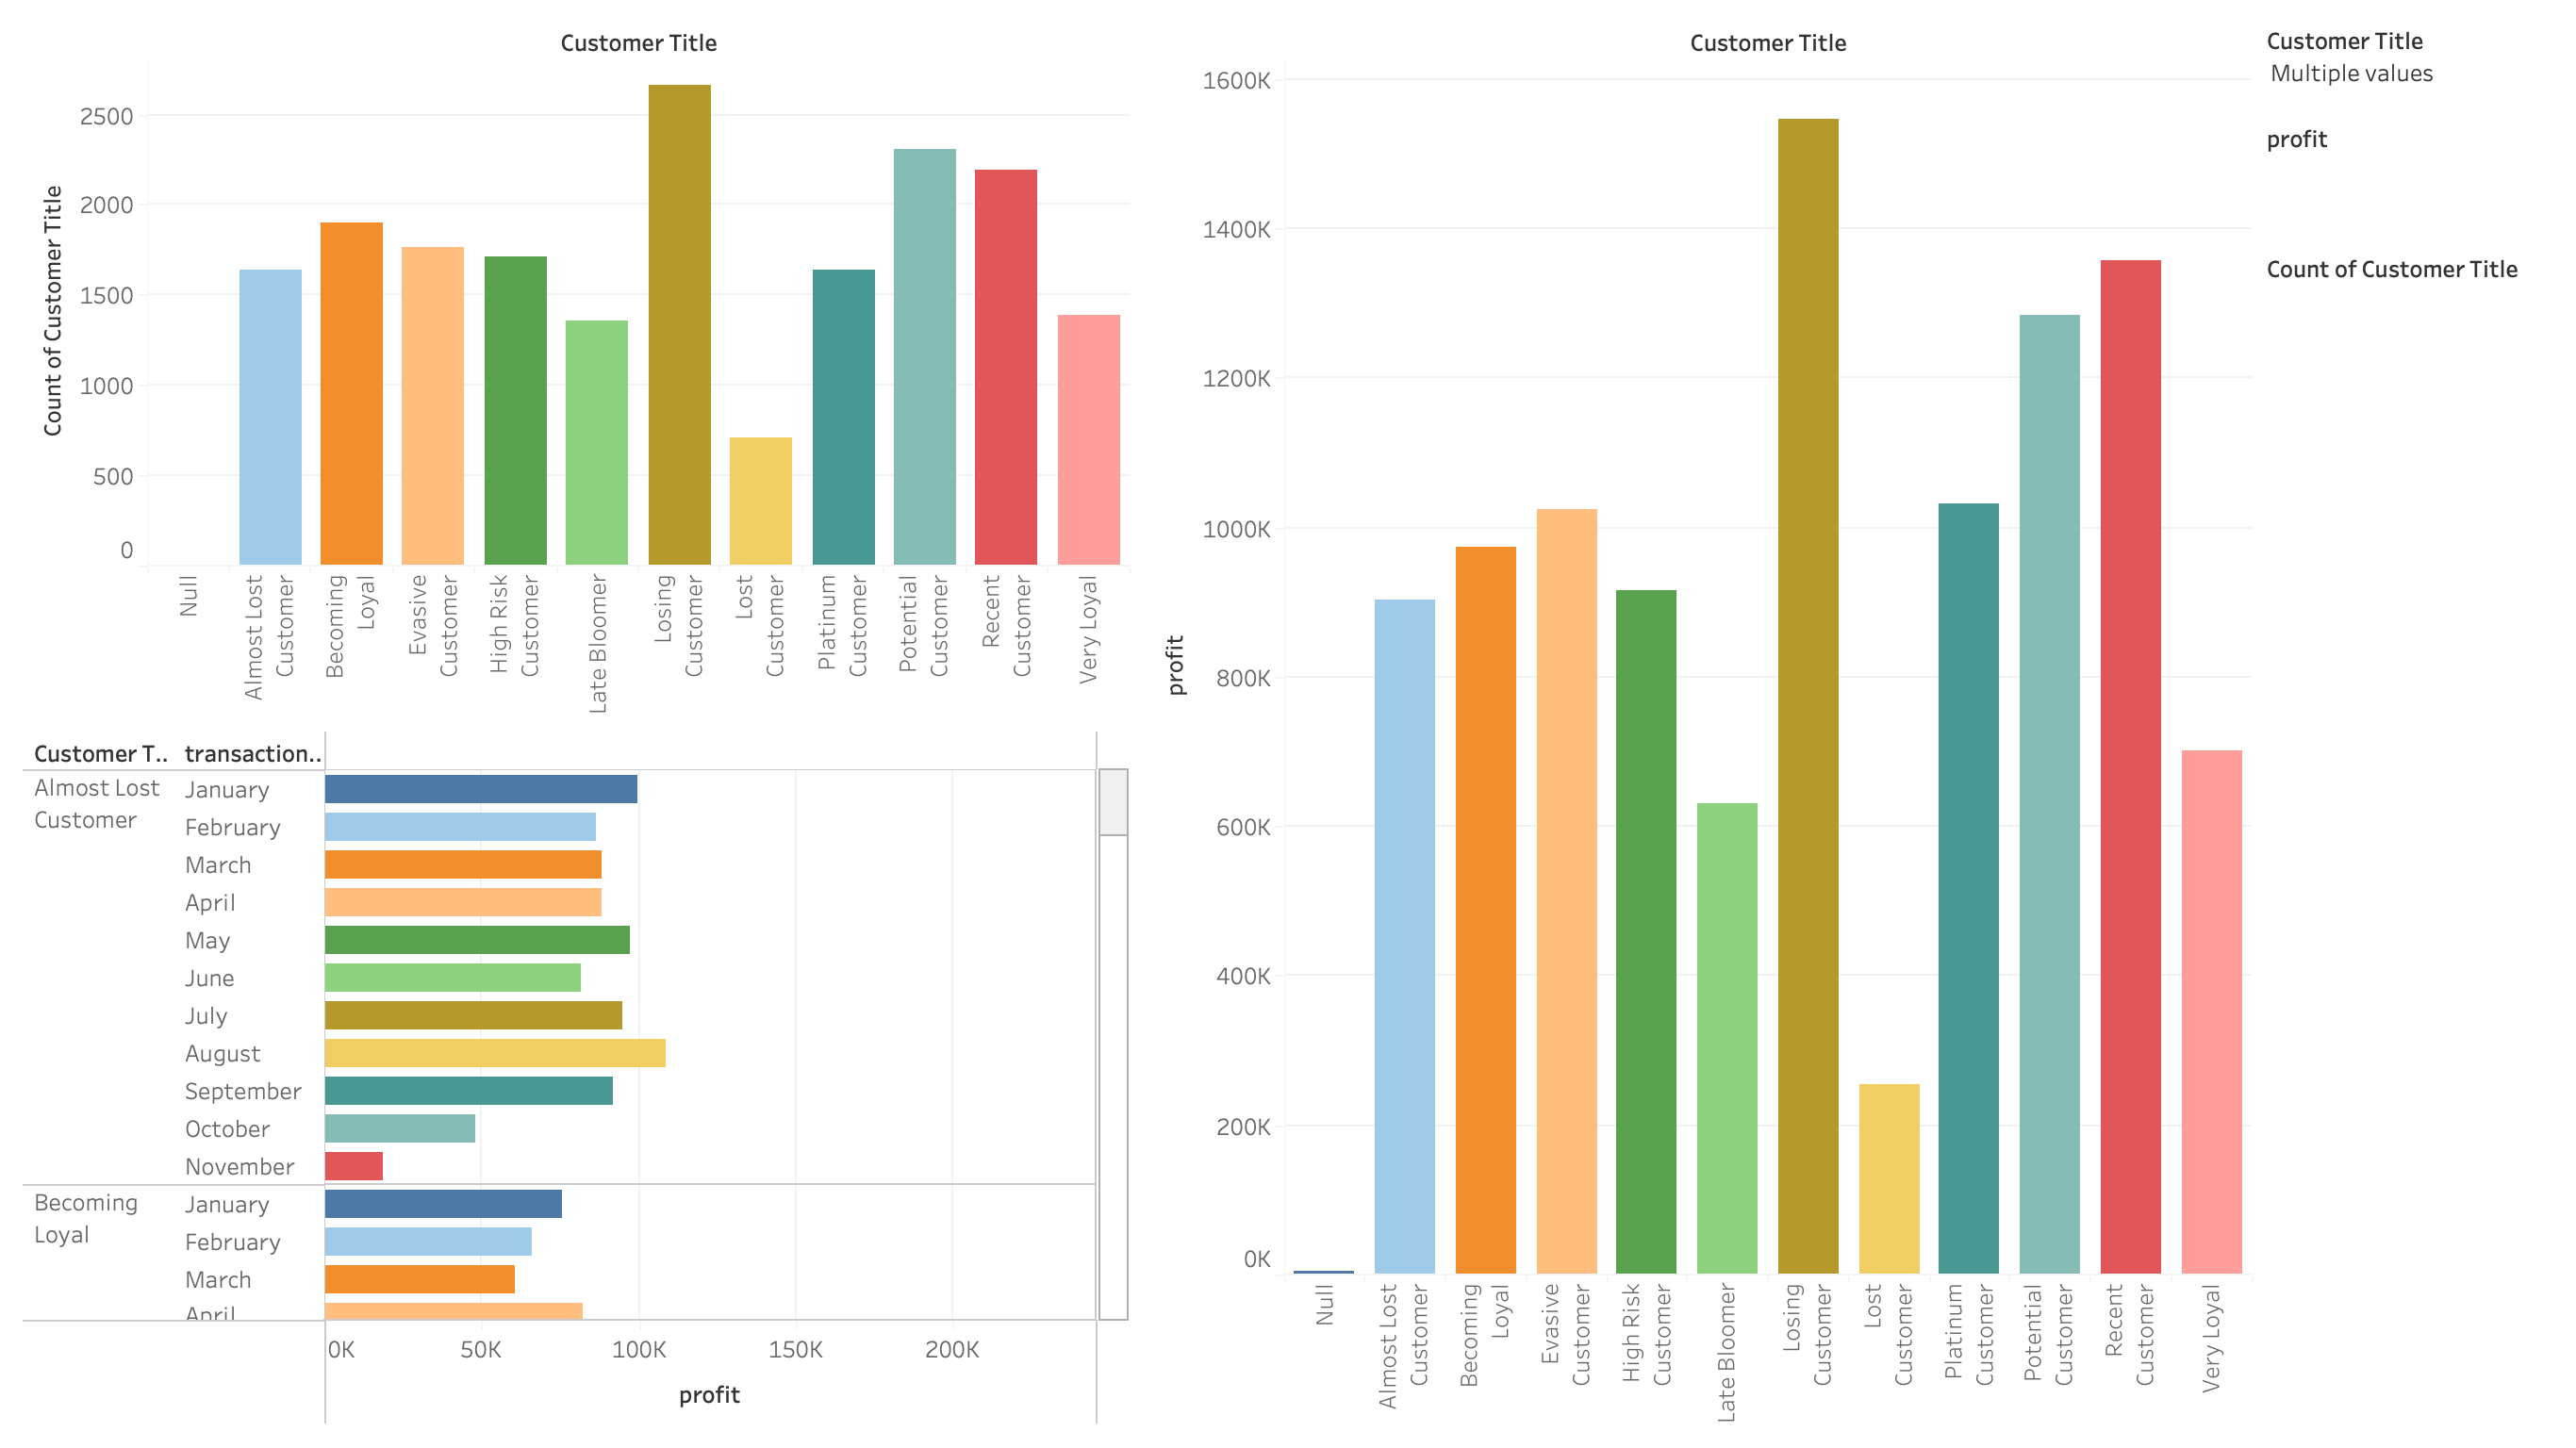 Customer Title
2500
2000
1500
1000
500
0
Count of Customer Title
Null
Almost Lost
Customer
Becoming
Loyal
Evasive
Customer
High Risk
Customer
Late Bloomer
Losing
Customer
Lost
Customer
Platinum
Customer
Potential
Customer
Recent
Customer
Very Loyal
Customer T.. transaction..
Almost Lost
Customer
January
February
March
April
May
June
July
August
September
October
November
Becoming
Loyal
January
February
March
April
0K 50K 100K 150K 200K
profit
Customer Title
1600K
1400K
1200K
1000K
800K
600K
400K
200K
0K
profit
Null
Almost Lost
Customer
Becoming
Loyal
Evasive
Customer
High Risk
Customer
Late Bloomer
Losing
Customer
Lost
Customer
Platinum
Customer
Potential
Customer
Recent
Customer
Very Loyal
Customer Title
Multiple values
profit
Count of Customer Title